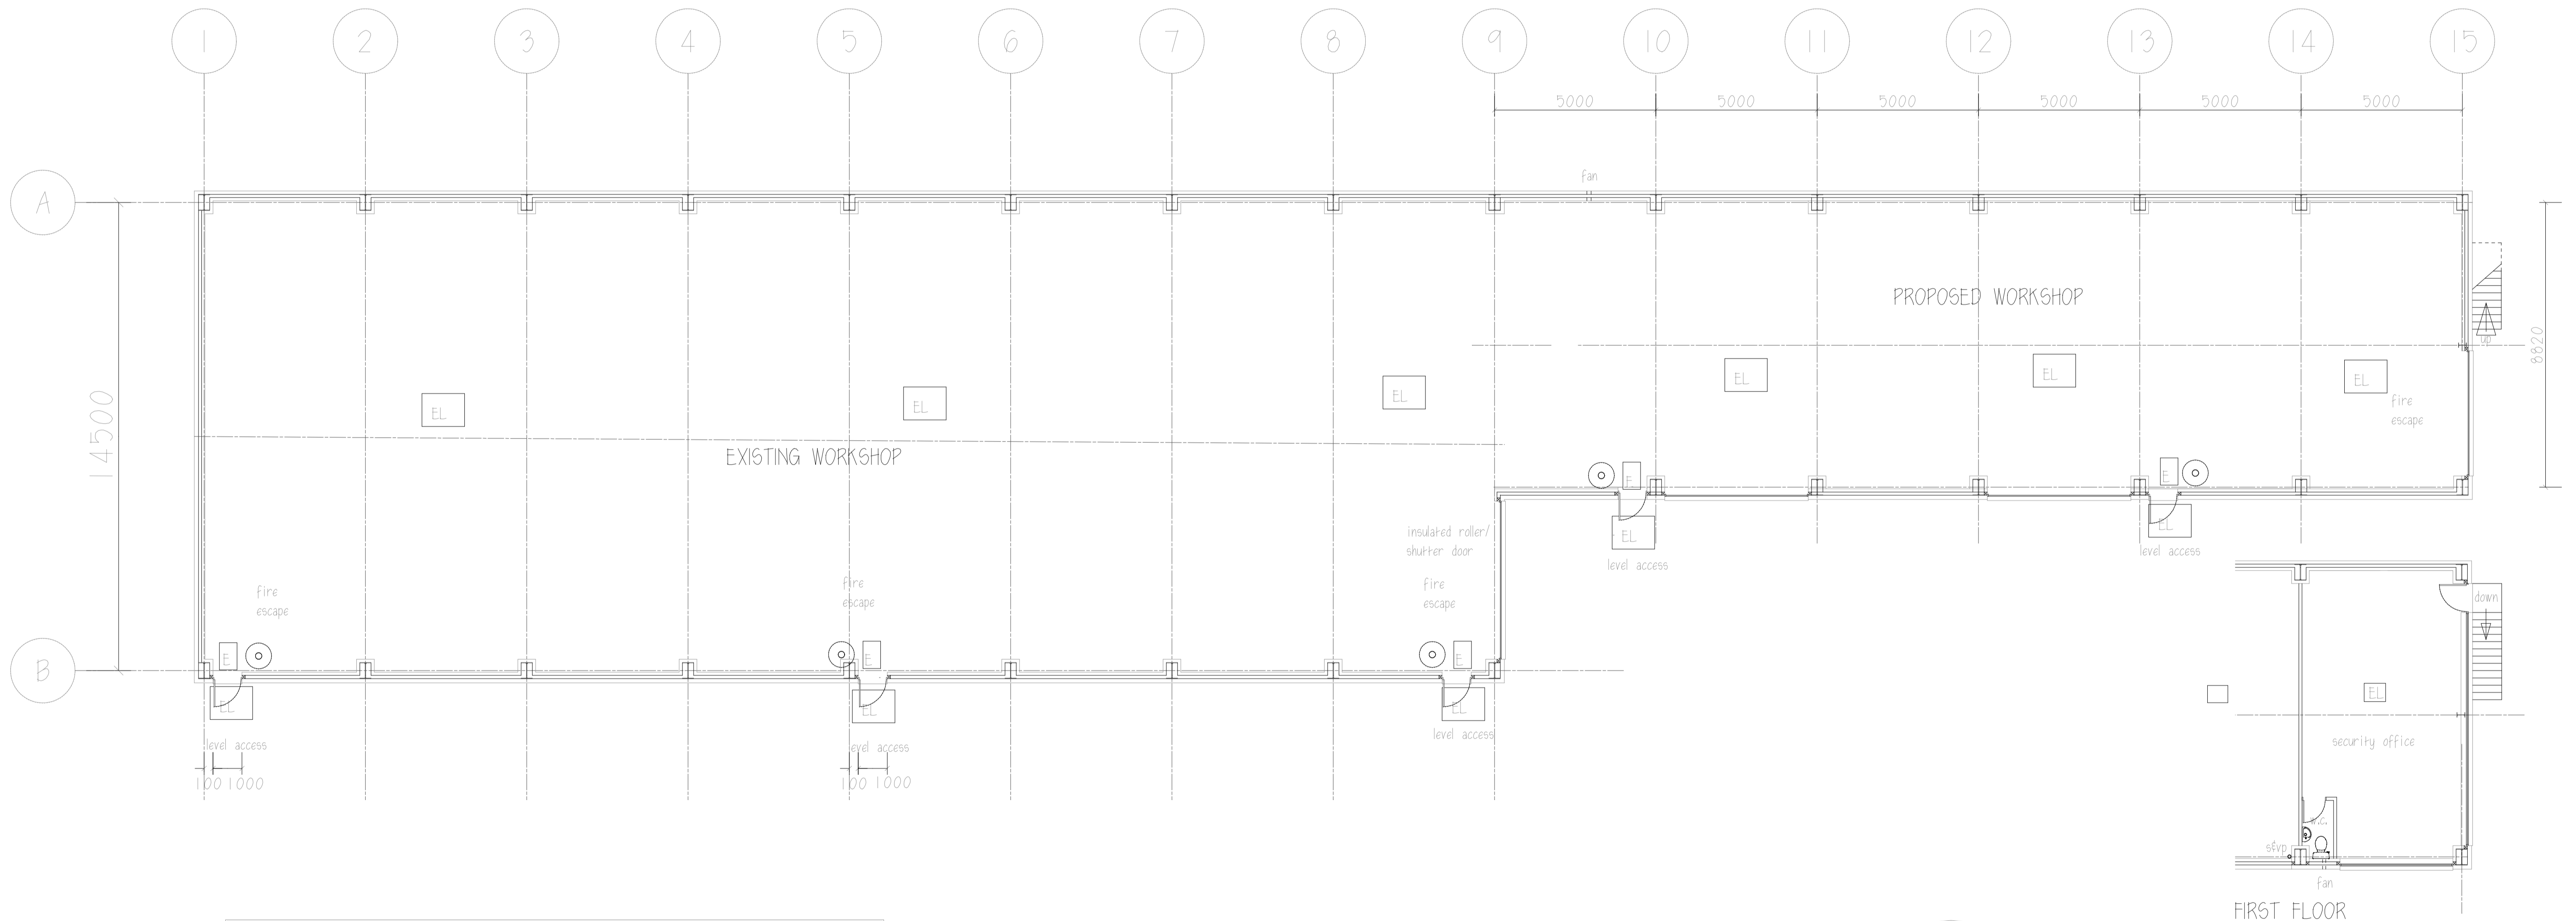 1 2 3 4 5 6 7 8 9 10 11 12 13 14 15
5000 5000 5000 5000 5000 5000
fan
A
PROPOSED WORKSHOP
up
8820
EL EL EL
EL EL EL
fire
escape
14500
EXISTING WORKSHOP
E E
insulated roller/
shutter door
EL EL
level access level access
fire
escape
fire
escape
fire
escape
down
B
E E E
EL EL EL
EL
level access
level access
level access
security office
100 1000
100 1000
w.c.
s&vp
fan
FIRST FLOOR